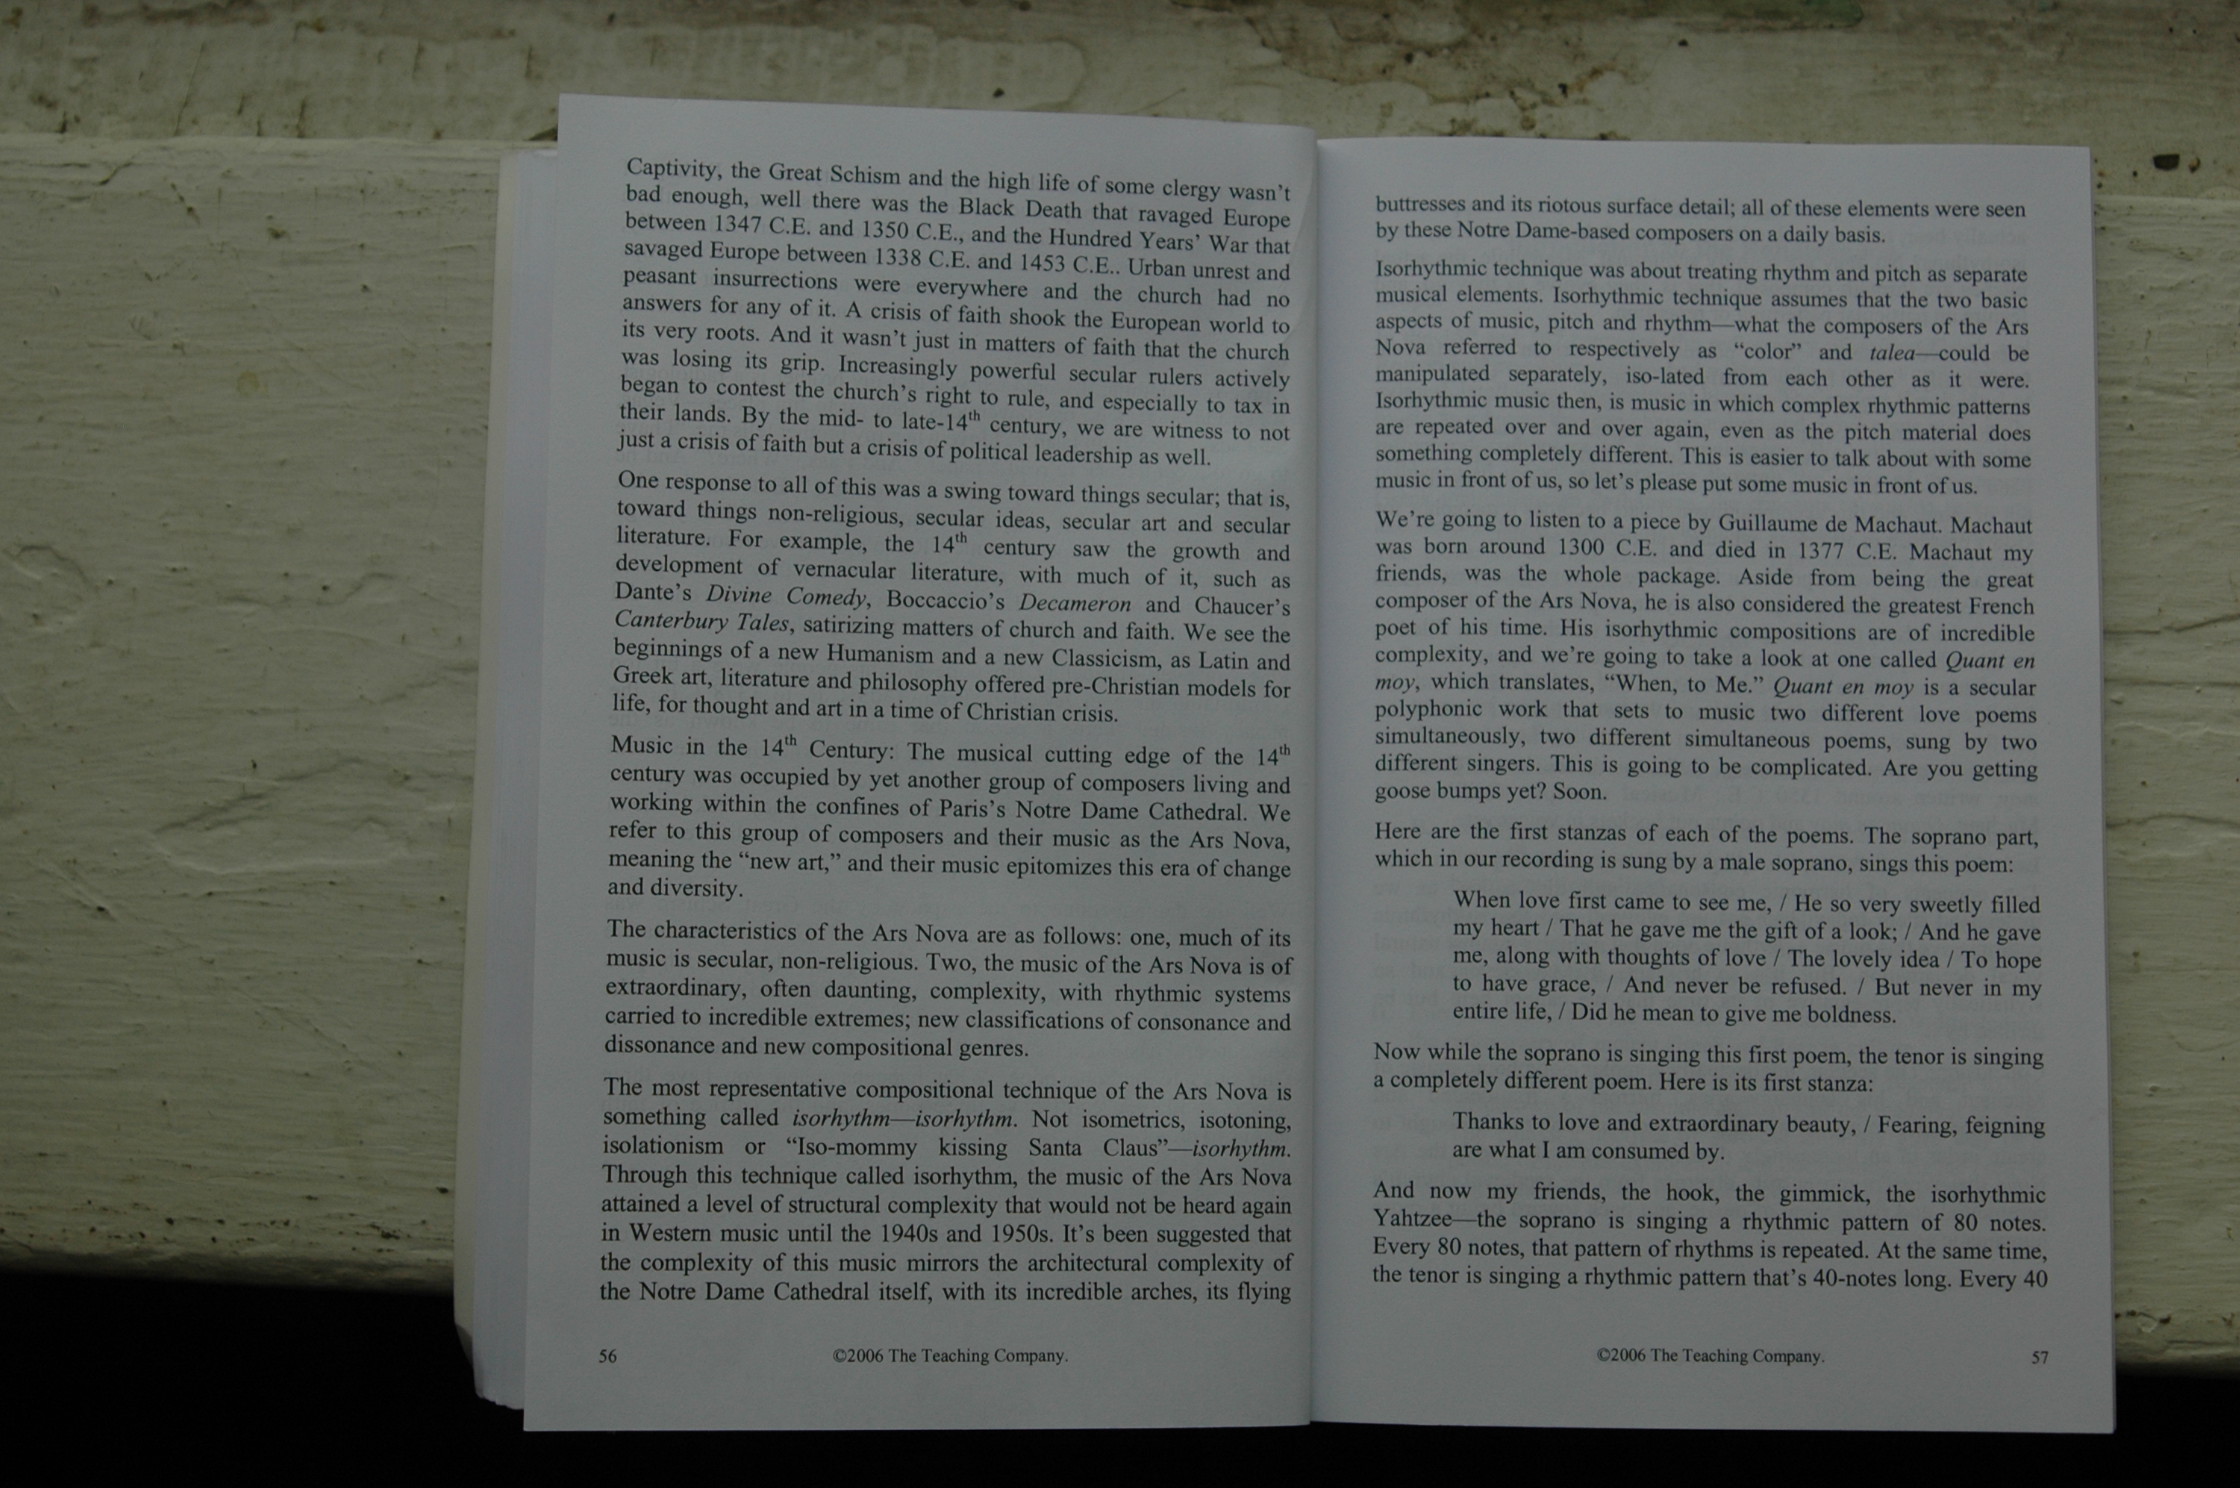 Captivity, the Great Schism and the high life of some clergy wasn't
bad enough, well there was the Black Death that ravaged Europe
between 1347 C.E. and 1350 C.E., and the Hundred Years' War that
savaged Europe between 1338 C.E. and 1453 C.E.. Urban unrest and
peasant insurrections were everywhere and the church had no
answers for any of it. A crisis of faith shook the European world to
its very roots. And it wasn't just in matters of faith that the church
was losing its grip. Increasingly powerful secular rulers actively
began to contest the church's right to rule, and especially to tax in
their lands. By the mid- to late-14th century, we are witness to not
just a crisis of faith but a crisis of political leadership as well.
One response to all of this was a swing toward things secular; that is,
toward things non-religious, secular ideas, secular art and secular
literature. For example, the 14th century saw the growth and
development of vernacular literature, with much of it, such as
Dante's Divine Comedy, Boccaccio's Decameron and Chaucer's
Canterbury Tales, satirizing matters of church and faith. We see the
beginnings of a new Humanism and a new Classicism, as Latin and
Greek art, literature and philosophy offered pre-Christian models for
life, for thought and art in a time of Christian crisis.
Music in the 14th Century: The musical cutting edge of the 14th
century was occupied by yet another group of composers living and
working within the confines of Paris's Notre Dame Cathedral. We
refer to this group of composers and their music as the Ars Nova,
meaning the "new art," and their music epitomizes this era of change
and diversity.
The characteristics of the Ars Nova are as follows: one, much of its
music is secular, non-religious. Two, the music of the Ars Nova is of
extraordinary, often daunting, complexity, with rhythmic systems
carried to incredible extremes; new classifications of consonance and
dissonance and new compositional genres.
The most representative compositional technique of the Ars Nova is
something called isorhythm—isorhythm. Not isometrics, isotoning,
isolationism or "Iso-mommy kissing Santa Claus"—isorhythm.
Through this technique called isorhythm, the music of the Ars Nova
attained a level of structural complexity that would not be heard again
in Western music until the 1940s and 1950s. It's been suggested that
the complexity of this music mirrors the architectural complexity of
the Notre Dame Cathedral itself, with its incredible arches, its flying
56
©2006 The Teaching Company.
buttresses and its riotous surface detail; all of these elements were seen
by these Notre Dame-based composers on a daily basis.
Isorhythmic technique was about treating rhythm and pitch as separate
musical elements. Isorhythmic technique assumes that the two basic
aspects of music, pitch and rhythm—what the composers of the Ars
Nova referred to respectively as "color" and talea—could be
manipulated separately, iso-lated from each other as it were.
Isorhythmic music then, is music in which complex rhythmic patterns
are repeated over and over again, even as the pitch material does
something completely different. This is easier to talk about with some
music in front of us, so let's please put some music in front of us.
We're going to listen to a piece by Guillaume de Machaut. Machaut
was born around 1300 C.E. and died in 1377 C.E. Machaut my
friends, was the whole package. Aside from being the great
composer of the Ars Nova, he is also considered the greatest French
poet of his time. His isorhythmic compositions are of incredible
complexity, and we're going to take a look at one called Quant en
moy, which translates, "When, to Me." Quant en moy is a secular
polyphonic work that sets to music two different love poems
simultaneously, two different simultaneous poems, sung by two
different singers. This is going to be complicated. Are you getting
goose bumps yet? Soon.
Here are the first stanzas of each of the poems. The soprano part,
which in our recording is sung by a male soprano, sings this poem:
When love first came to see me, / He so very sweetly filled
my heart / That he gave me the gift of a look; / And he gave
me, along with thoughts of love / The lovely idea / To hope
to have grace, / And never be refused. / But never in my
entire life, / Did he mean to give me boldness.
Now while the soprano is singing this first poem, the tenor is singing
a completely different poem. Here is its first stanza:
Thanks to love and extraordinary beauty, / Fearing, feigning
are what I am consumed by.
And now my friends, the hook, the gimmick, the isorhythmic
Yahtzee—the soprano is singing a rhythmic pattern of 80 notes.
Every 80 notes, that pattern of rhythms is repeated. At the same time,
the tenor is singing a rhythmic pattern that's 40-notes long. Every 40
©2006 The Teaching Company.
57